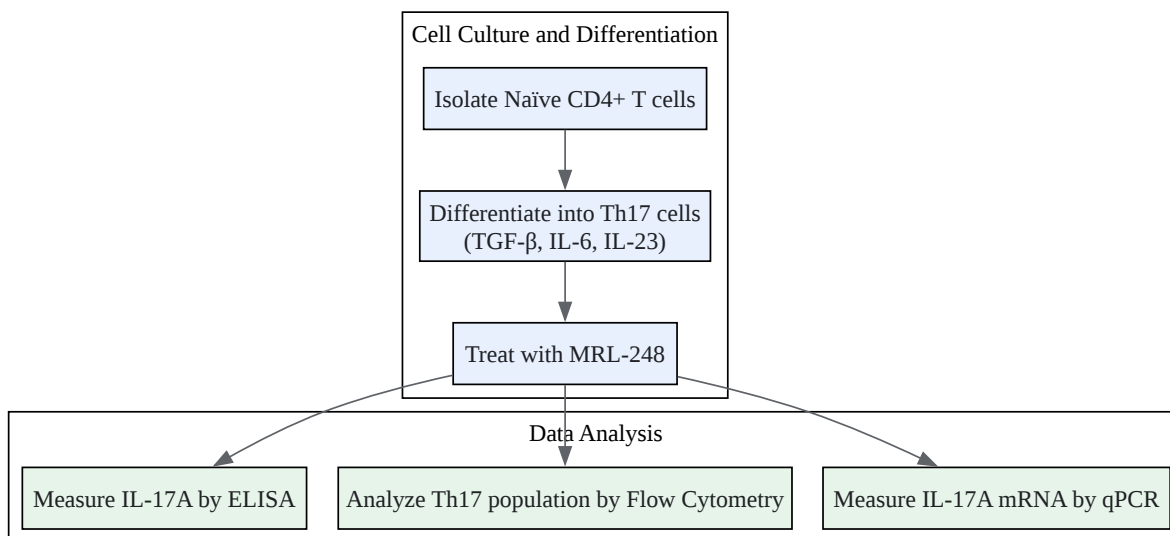 Cell Culture and Differentiation
Isolate Naïve CD4+ T cells
Differentiate into Th17 cells
(TGF-β, IL-6, IL-23)
Treat with MRL-248
Data Analysis
Measure IL-17A by ELISA
Analyze Th17 population by Flow Cytometry
Measure IL-17A mRNA by qPCR